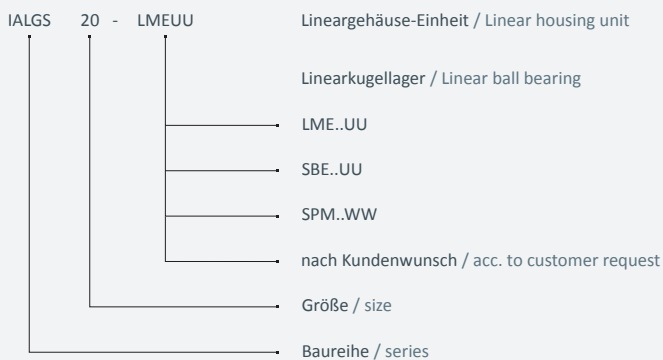 IALGS 20 - LMEUU Lineargehäuse-Einheit / Linear housing unit
Linearkugellager / Linear ball bearing
LME..UU
SBE..UU
SPM..WW
nach Kundenwunsch / acc. to customer request
Größe / size
Baureihe / series